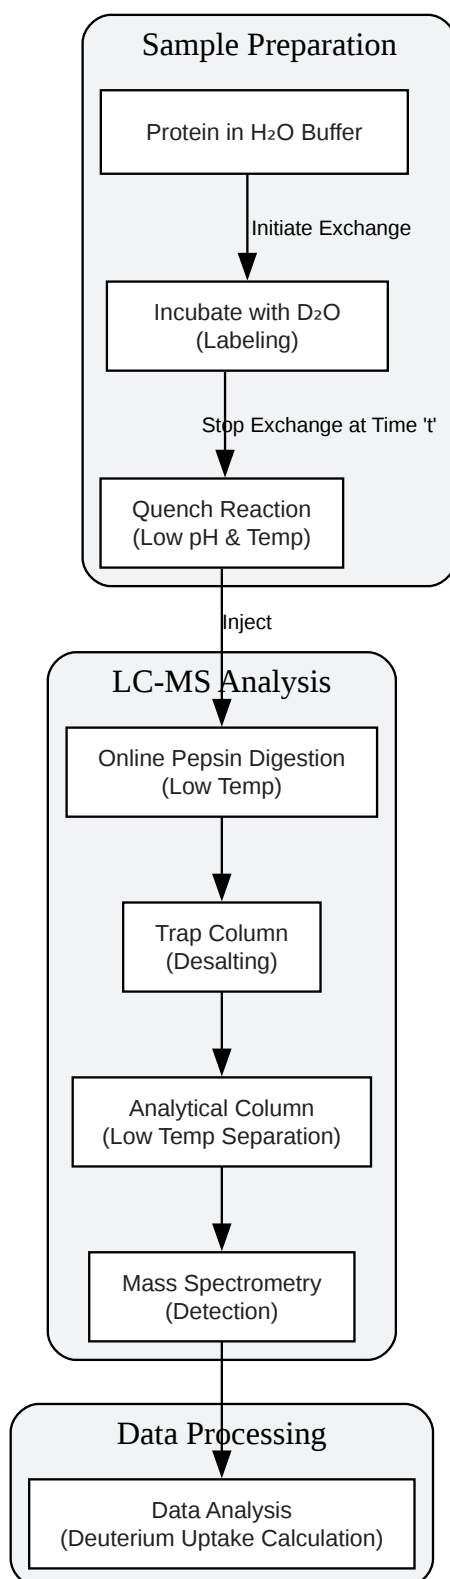 Sample Preparation
Protein in H₂O Buffer
Initiate Exchange
Incubate with D₂O
(Labeling)
Stop Exchange at Time 't'
Quench Reaction
(Low pH & Temp)
Inject
LC-MS Analysis
Online Pepsin Digestion
(Low Temp)
Trap Column
(Desalting)
Analytical Column
(Low Temp Separation)
Mass Spectrometry
(Detection)
Data Processing
Data Analysis
(Deuterium Uptake Calculation)